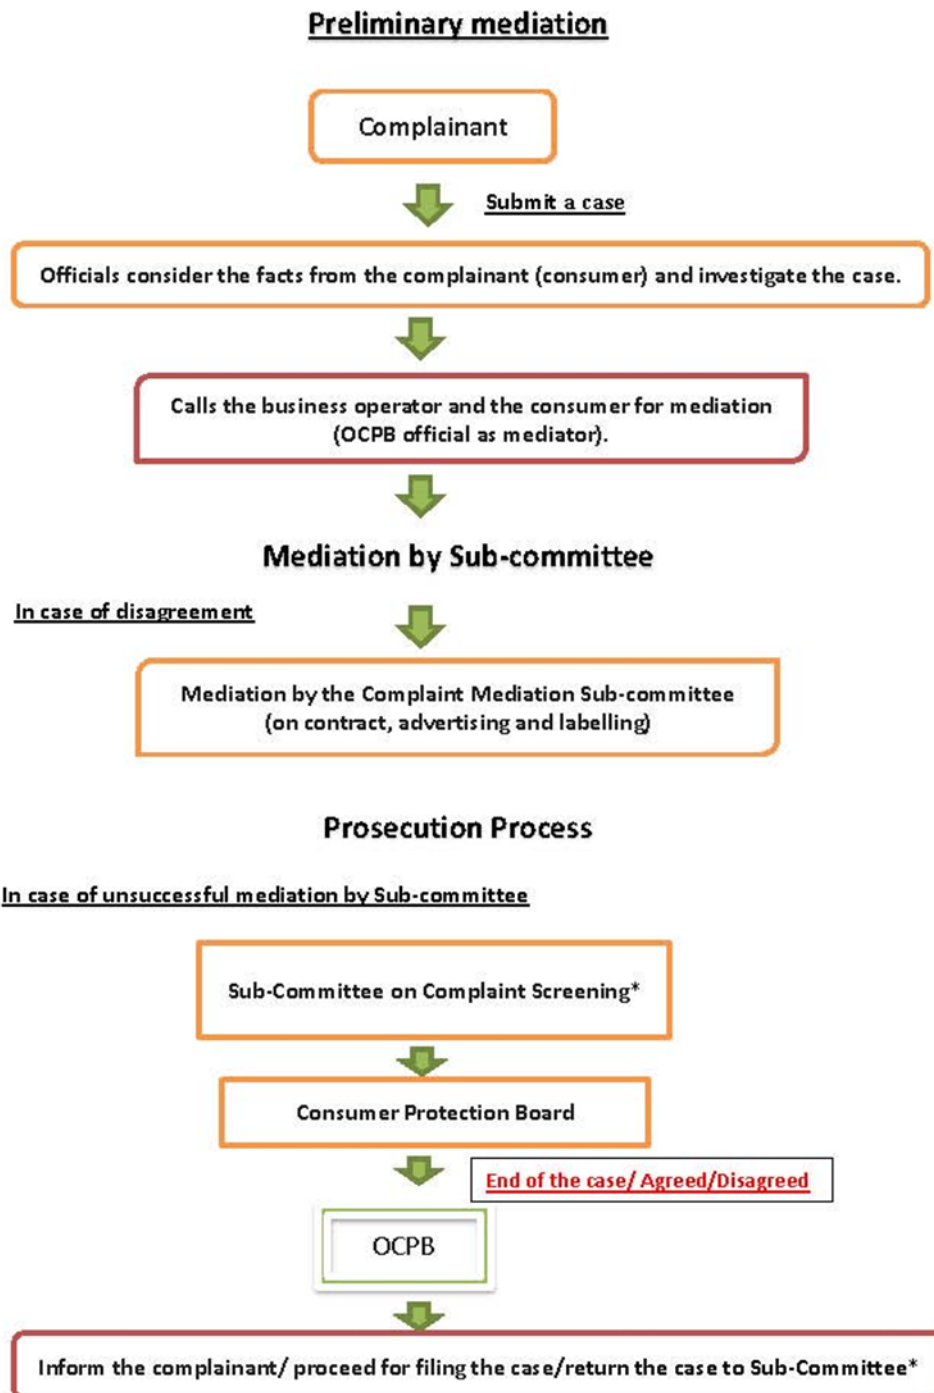 Preliminary mediation
Complainant
Submit a case
Officials consider the facts from the complainant (consumer) and investigate the case.
Calls the business operator and the consumer for mediation
(OCPB official as mediator).
Mediation by Sub-committee
In case of disagreement
Mediation by the Complaint Mediation Sub-committee
(on contract, advertising and labelling)
Prosecution Process
In case of unsuccessful mediation by Sub-committee
Sub-Committee on Complaint Screening*
Consumer Protection Board
End of the case/ Agreed/Disagreed
OCPB
Inform the complainant/ proceed for filing the case/return the case to Sub-Committee*